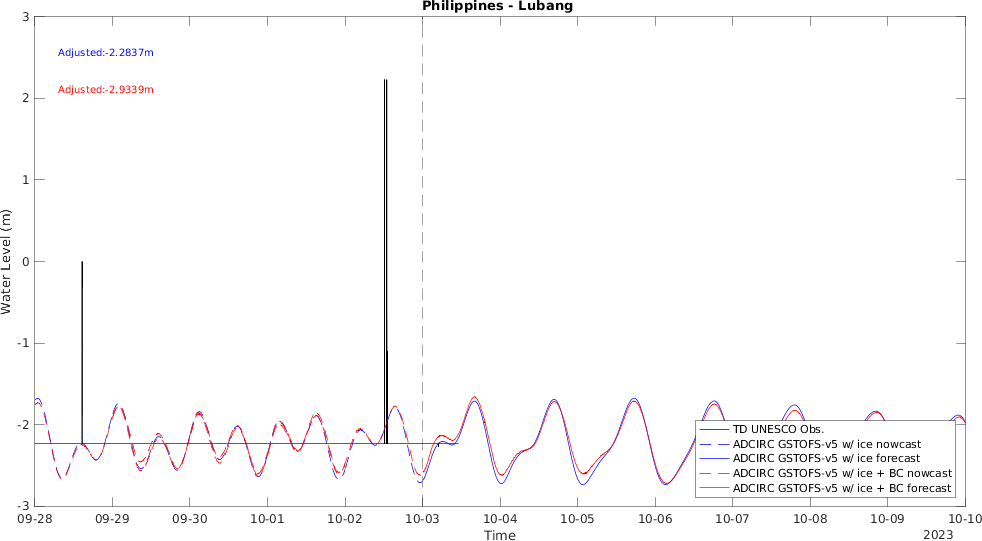 Philippines - Lubang
Adjusted:-2.2837m
Adjusted:-2.9339m
Water Level (m)
3
2
1
0
-1
-2
-3
TD UNESCO Obs.
ADCIRC GSTOFS-v5 w/ ice nowcast
ADCIRC GSTOFS-v5 w/ ice forecast
ADCIRC GSTOFS-v5 w/ ice + BC nowcast
ADCIRC GSTOFS-v5 w/ ice + BC forecast
09-28 09-29 09-30 10-01 10-02 10-03 10-04 10-05 10-06 10-07 10-08 10-09 10-10
Time
2023